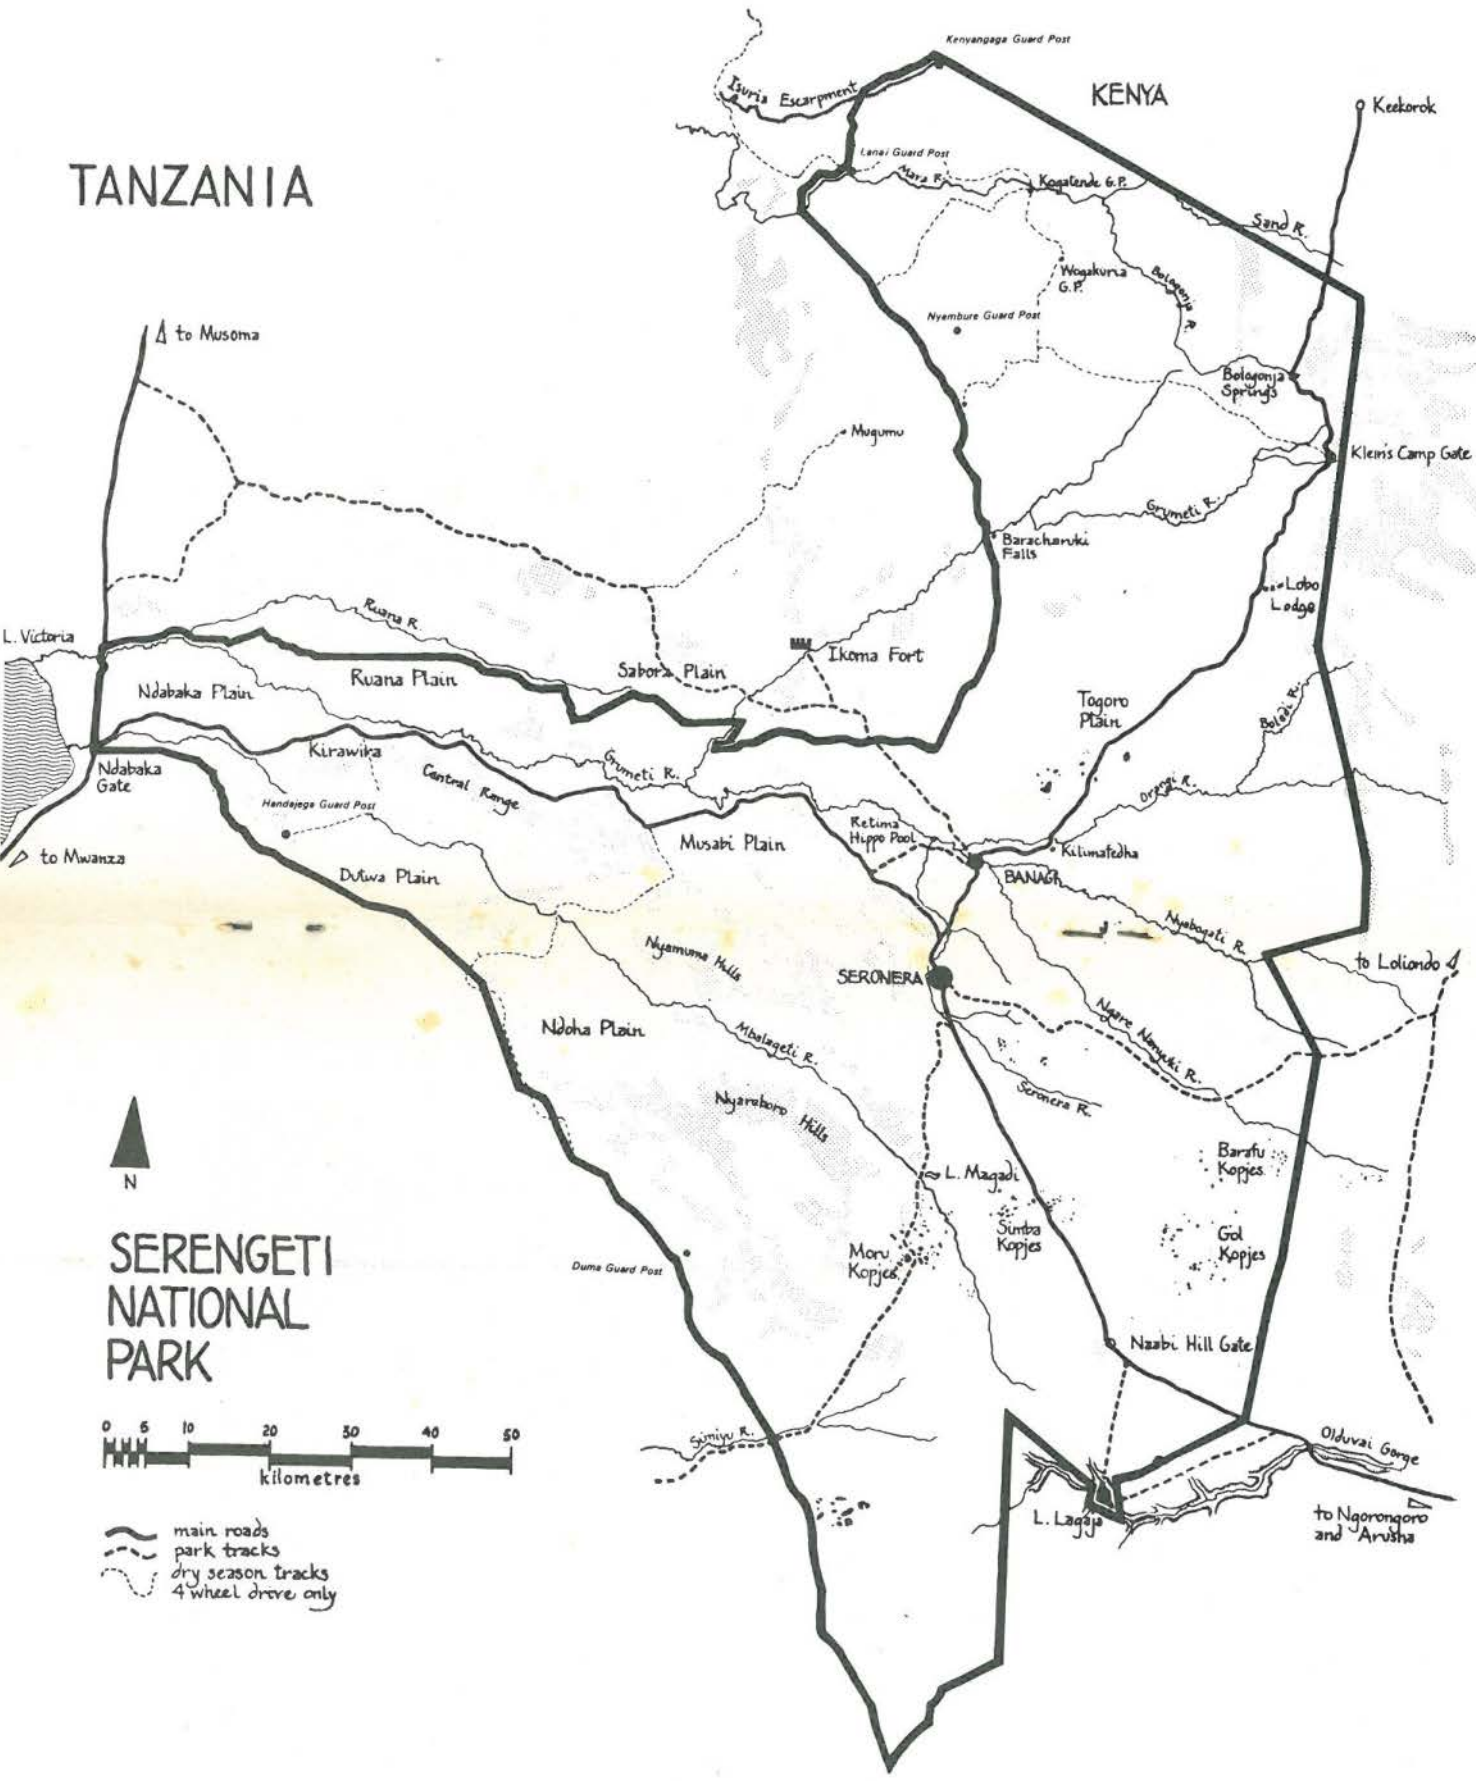 Kenyangaga Guard Post
KENYA
Isuria Escarpment
Keekorok
TANZANIA
Lanai Guard Post
Mara R.
Kogatende G.P.
Sand R.
Wogakuria
G.P.
Bologonja R.
Nyambure Guard Post
to Musoma
Bologonja
Springs
Mugumu
Klein's Camp Gate
Grumeti R.
Baracharuki
Falls
Lobo
Lodge
Ruana R.
L. Victoria
Ikoma Fort
Sabora Plain
Ruana Plain
Ndabaka Plain
Togoro
Plain
Bololedi R.
Kirawira
Grumeti R.
Ndabaka
Gate
Central Range
Orangi R.
Handajega Guard Post
Retima
Hippo Pool
Musabi Plain
Kilimafedha
to Mwanza
Dutwa Plain
BANAGI
Nyabogati R.
Nyamuma Hills
to Loliondo
SERONERA
Ndoha Plain
Ngare Nanyuki R.
Mbalageti R.
Seronera R.
Nyaraboro Hills
Barafu
Kopjes
N
L. Magadi
Simba
Kopjes
Gol
Kopjes
SERENGETI
NATIONAL
PARK
Moru
Kopjes
Duma Guard Post
Naabi Hill Gate
0 5 10 20 30 40 50
kilometres
Simiyu R.
Olduvai Gorge
L. Lagaja
to Ngorongoro
and Arusha
main roads
park tracks
dry season tracks
4 wheel drive only